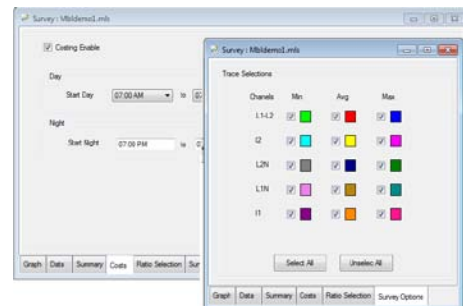 Survey : Mbldemo1.mls
Costing Enable
Day
Start Day 07:00 AM to
Night
Start Night 07:00 PM to
Graph Data Summary Costs Ratio Selection
Survey : Mbldemo1.mls
Trace Selections
Chanels Min Avg Max
L1-L2
I2
L2N
L1N
I1
Select All Unselec All
Graph Data Summary Costs Ratio Selection Survey Options